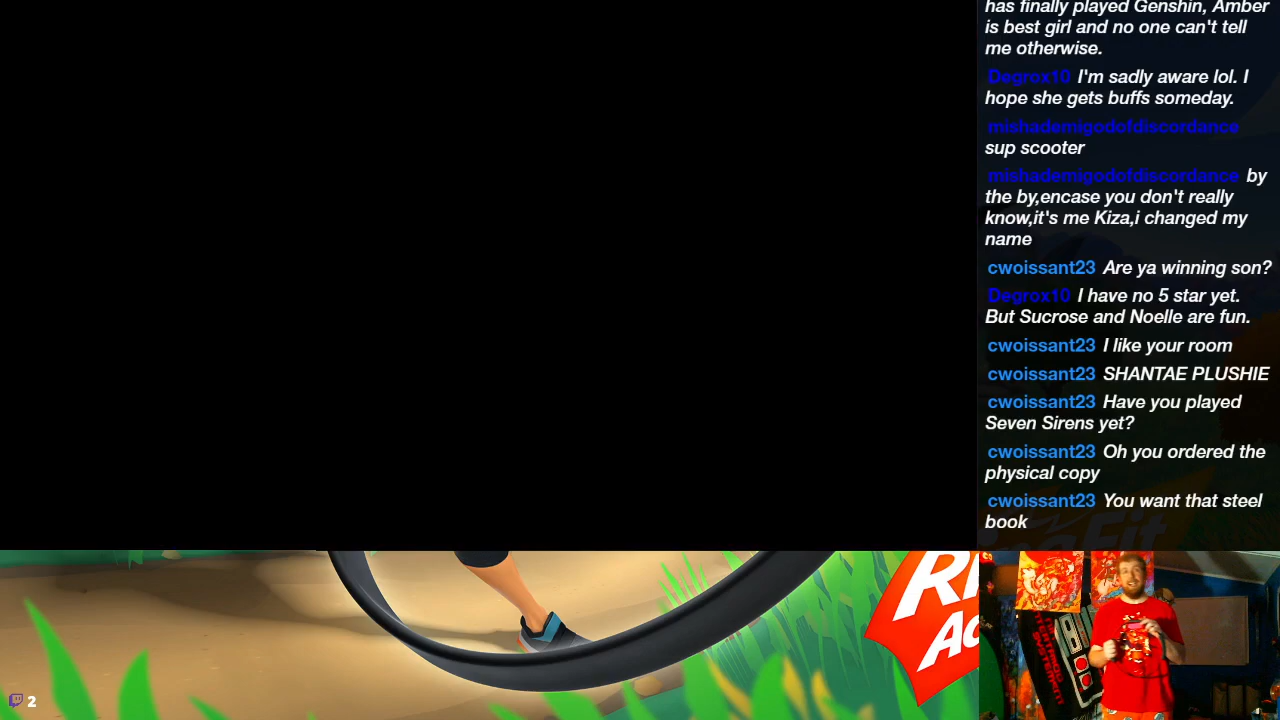 has finally played Genshin, Amber
is best girl and no one can't tell
me otherwise.
Degrox10 I'm sadly aware lol. I
hope she gets buffs someday.
mishademigodofdiscordance
sup scooter
mishademigodofdiscordance by
the by,encase you don't really
know,it's me Kiza,i changed my
name
cwoissant23 Are ya winning son?
Degrox10 I have no 5 star yet.
But Sucrose and Noelle are fun.
cwoissant23 I like your room
cwoissant23 SHANTAE PLUSHIE
cwoissant23 Have you played
Seven Sirens yet?
cwoissant23 Oh you ordered the
physical copy
cwoissant23 You want that steel
book
2